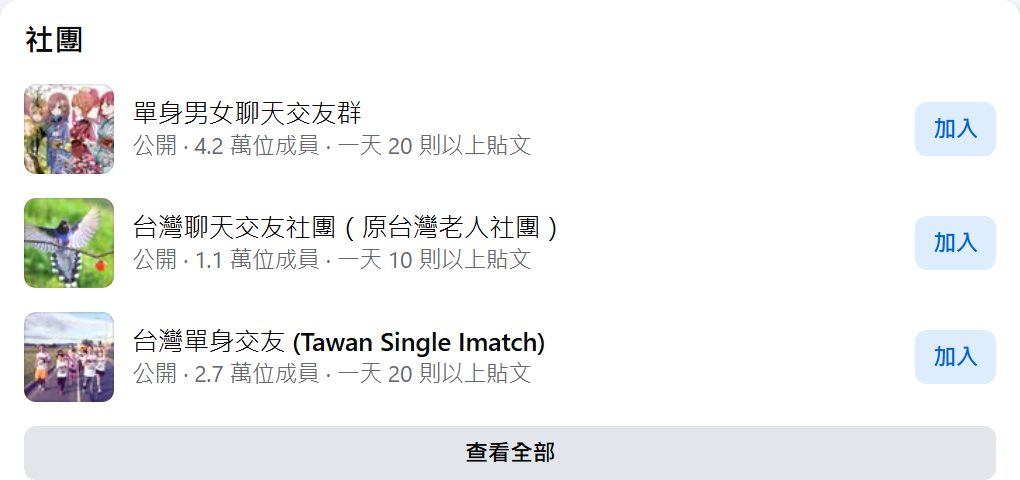 社團
單身男女聊天交友群
公開 · 4.2 萬位成員 · 一天 20 則以上貼文
加入
台灣聊天交友社團（原台灣老人社團）
公開 · 1.1 萬位成員 · 一天 10 則以上貼文
加入
台灣單身交友 (Tawan Single Imatch)
公開 · 2.7 萬位成員 · 一天 20 則以上貼文
加入
查看全部